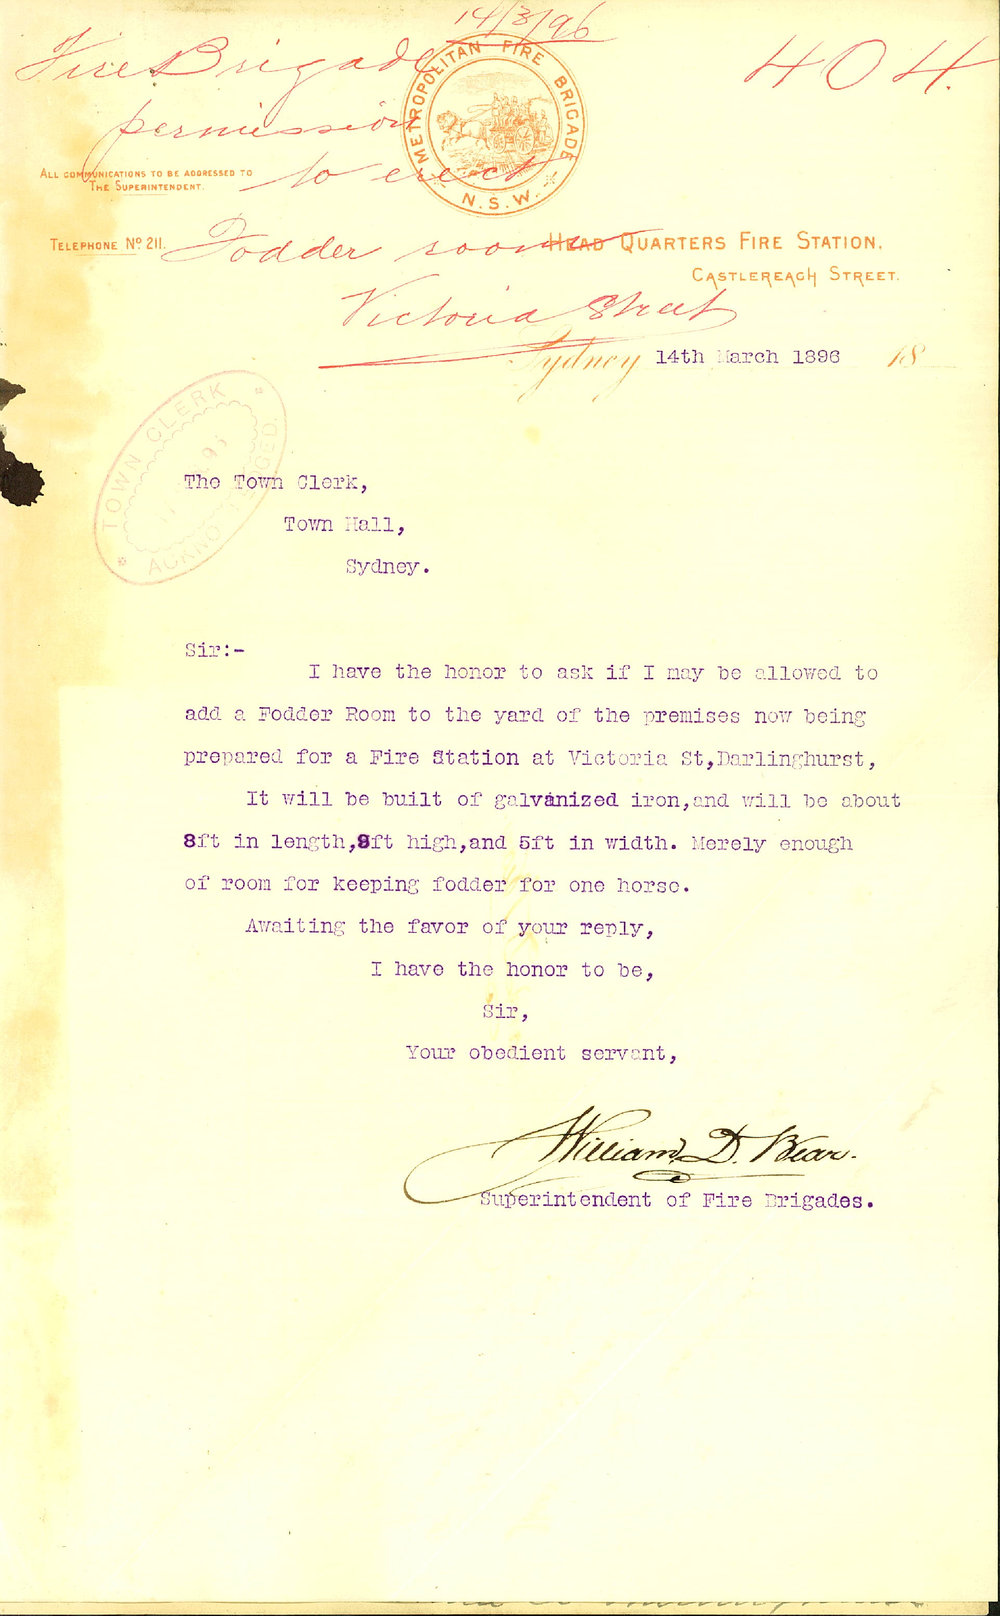 14/3/96
Fire Brigade
404.
permission
to erect
Fodder room
Victoria Street
METROPOLITAN FIRE BRIGADE
N.S.W.
ALL COMMUNICATIONS TO BE ADDRESSED TO
THE SUPERINTENDENT.
TELEPHONE No 211.
HEAD QUARTERS FIRE STATION.
CASTLEREAGH STREET.
Sydney 14th March 1896 18
TOWN CLERK
ACKNOWLEDGED.
The Town Clerk,
Town Hall,
Sydney.
Sir:-
I have the honor to ask if I may be allowed to
add a Fodder Room to the yard of the premises now being
prepared for a Fire Station at Victoria St,Darlinghurst,
It will be built of galvanized iron,and will be about
8ft in length,9ft high,and 5ft in width. Merely enough
of room for keeping fodder for one horse.
Awaiting the favor of your reply,
I have the honor to be,
Sir,
Your obedient servant,
William D. Bear.
Superintendent of Fire Brigades.